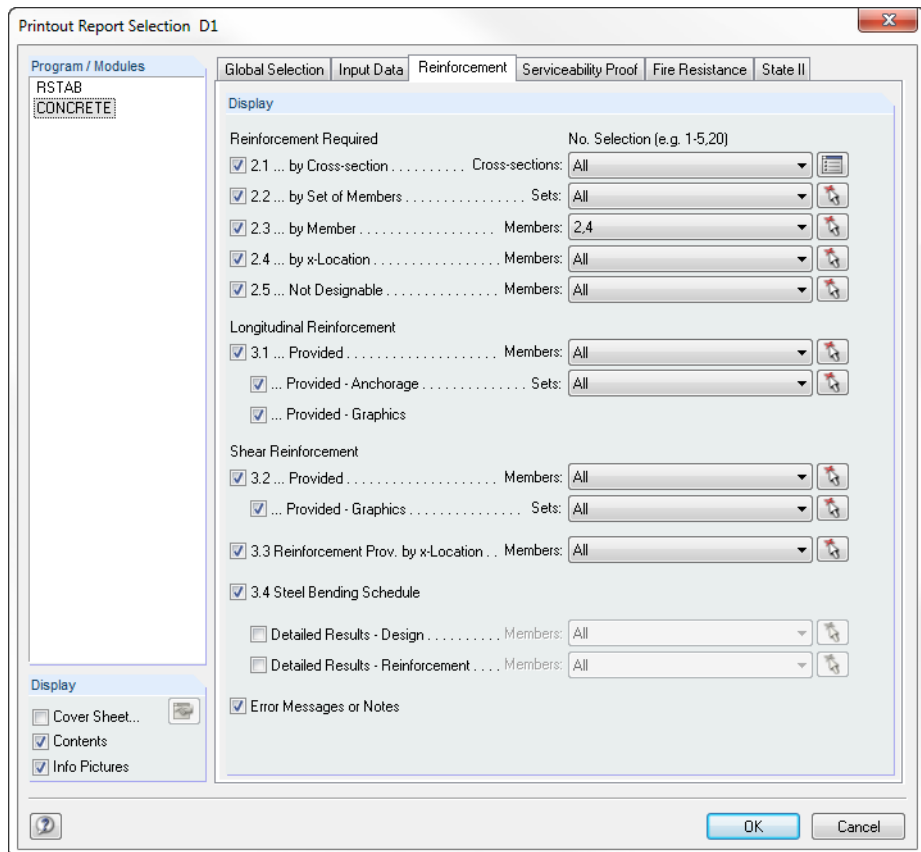 Printout Report Selection D1
Program / Modules
RSTAB
CONCRETE
Global Selection Input Data Reinforcement Serviceability Proof Fire Resistance State II
Display
Reinforcement Required No. Selection (e.g. 1-5,20)
2.1 ... by Cross-section . . . . . . . . . . Cross-sections: All
2.2 ... by Set of Members . . . . . . . . . . . . . . . . Sets: All
2.3 ... by Member . . . . . . . . . . . . . . . . . . Members: 2,4
2.4 ... by x-Location . . . . . . . . . . . . . . . . Members: All
2.5 ... Not Designable . . . . . . . . . . . . . . . Members: All
Longitudinal Reinforcement
3.1 ... Provided . . . . . . . . . . . . . . . . . . . . Members: All
... Provided - Anchorage . . . . . . . . . . . . . . Sets: All
... Provided - Graphics
Shear Reinforcement
3.2 ... Provided . . . . . . . . . . . . . . . . . . . . Members: All
... Provided - Graphics . . . . . . . . . . . . . . . Sets: All
3.3 Reinforcement Prov. by x-Location . . Members: All
3.4 Steel Bending Schedule
Detailed Results - Design . . . . . . . . . . Members: All
Detailed Results - Reinforcement . . . . Members: All
Error Messages or Notes
Display
Cover Sheet...
Contents
Info Pictures
OK Cancel